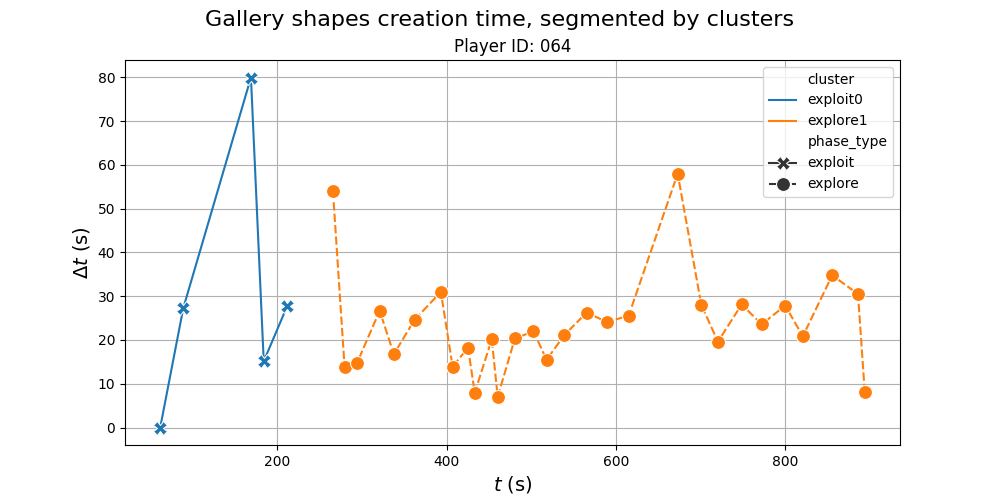 Gallery shapes creation time, segmented by clusters
Player ID: 064
80
70
60
50
40
30
20
10
0
Δt (s)
200
400
600
800
t (s)
cluster
exploit0
explore1
phase_type
exploit
explore